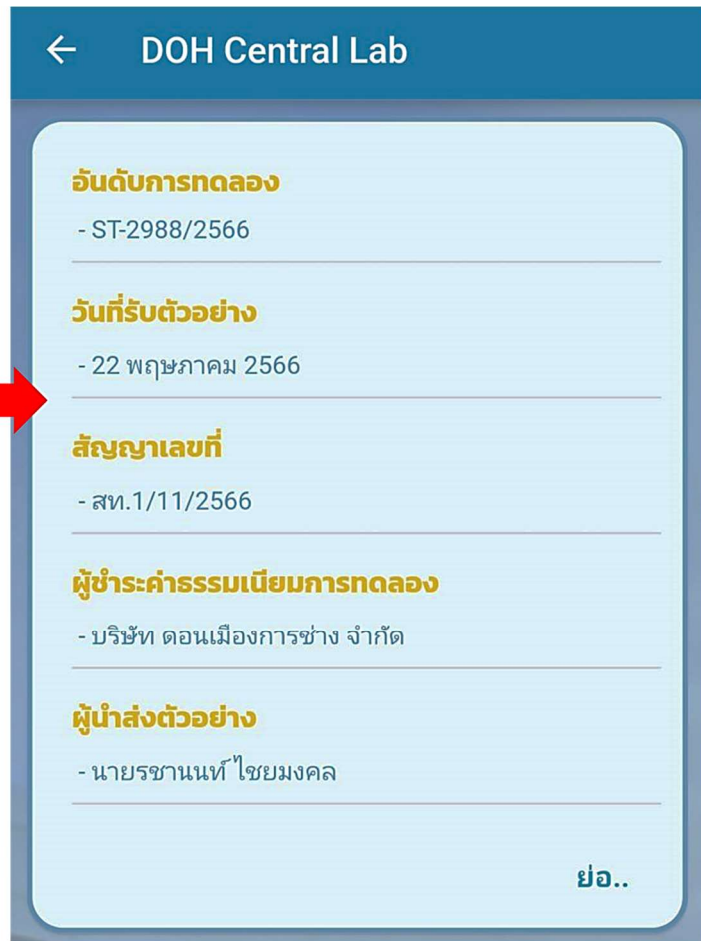 ← DOH Central Lab
อันดับการทดลอง
- ST-2988/2566
วันที่รับตัวอย่าง
- 22 พฤษภาคม 2566
สัญญาเลขที่
- สท.1/11/2566
ผู้ชำระค่าธรรมเนียมการทดลอง
- บริษัท ดอนเมืองการช่าง จำกัด
ผู้นำส่งตัวอย่าง
- นายรชานนท์ ไชยมงคล
ย่อ..